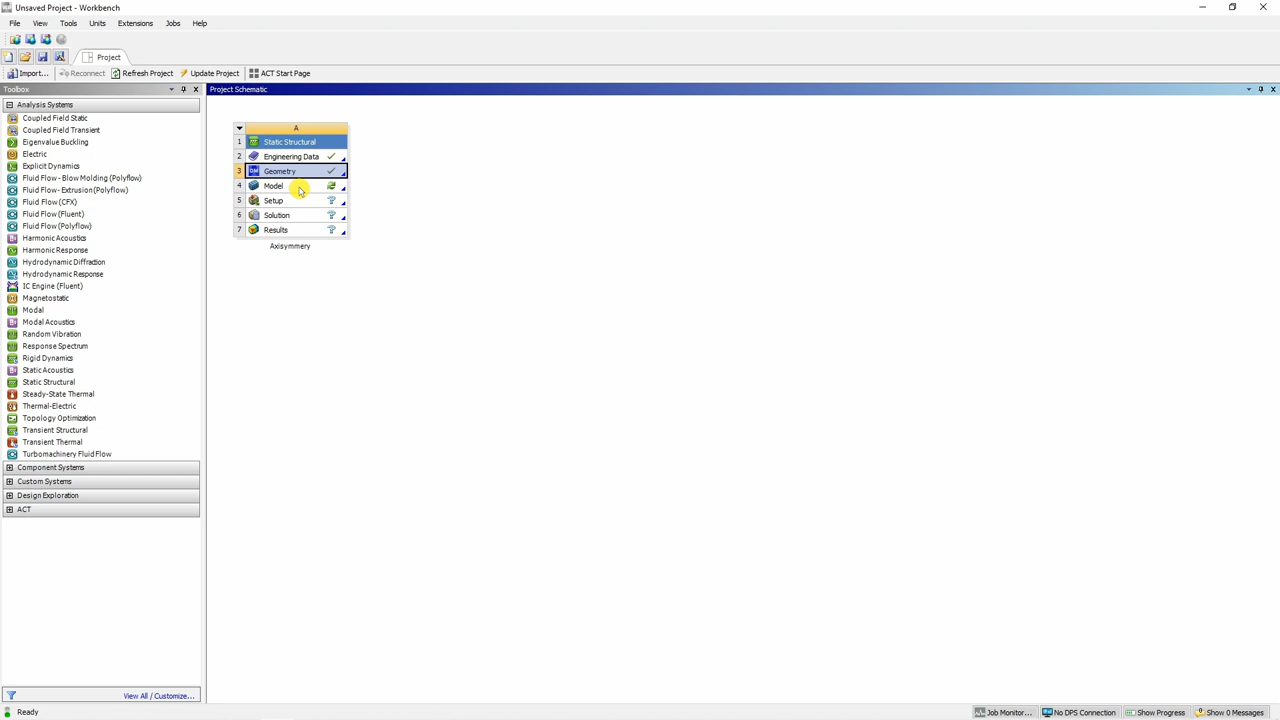 Unsaved Project - Workbench
File View Tools Units Extensions Jobs Help
Project
Import... Reconnect Refresh Project Update Project ACT Start Page
Toolbox
Analysis Systems
Coupled Field Static
Coupled Field Transient
Eigenvalue Buckling
Electric
Explicit Dynamics
Fluid Flow - Blow Molding (Polyflow)
Fluid Flow- Extrusion (Polyflow)
Fluid Flow (CFX)
Fluid Flow (Fluent)
Fluid Flow (Polyflow)
Harmonic Acoustics
Harmonic Response
Hydrodynamic Diffraction
Hydrodynamic Response
IC Engine (Fluent)
Magnetostatic
Modal
Modal Acoustics
Random Vibration
Response Spectrum
Rigid Dynamics
Static Acoustics
Static Structural
Steady-State Thermal
Thermal-Electric
Topology Optimization
Transient Structural
Transient Thermal
Turbomachinery Fluid Flow
Component Systems
Custom Systems
Design Exploration
ACT
View All / Customize...
Project Schematic
A
1 Static Structural
2 Engineering Data
3 Geometry
4 Model
5 Setup
6 Solution
7 Results
Axisymmery
Ready
Job Monitor... No DPS Connection Show Progress Show 0 Messages